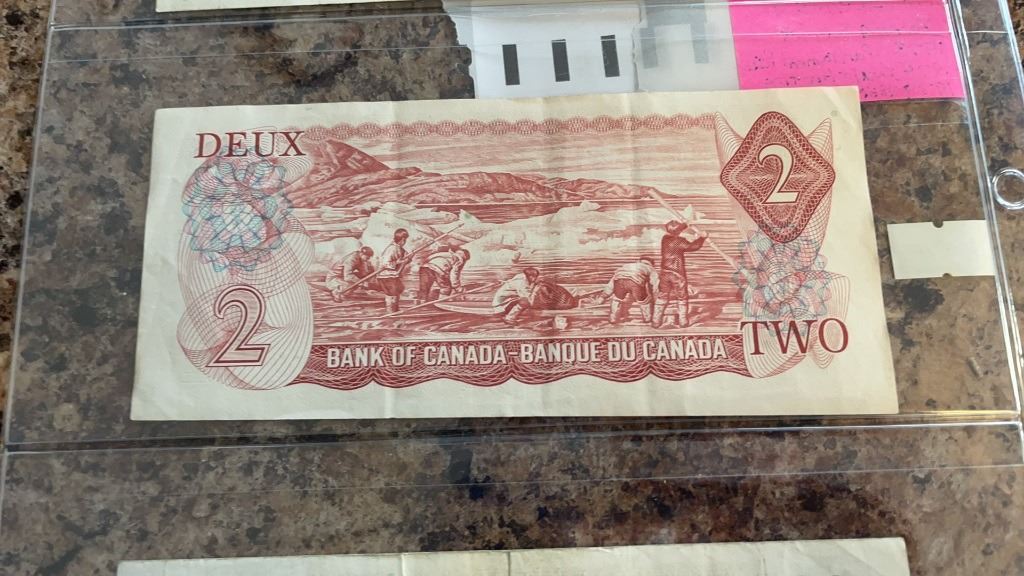 DEUX
2
2
BANK OF CANADA-BANQUE DU CANADA
TWO